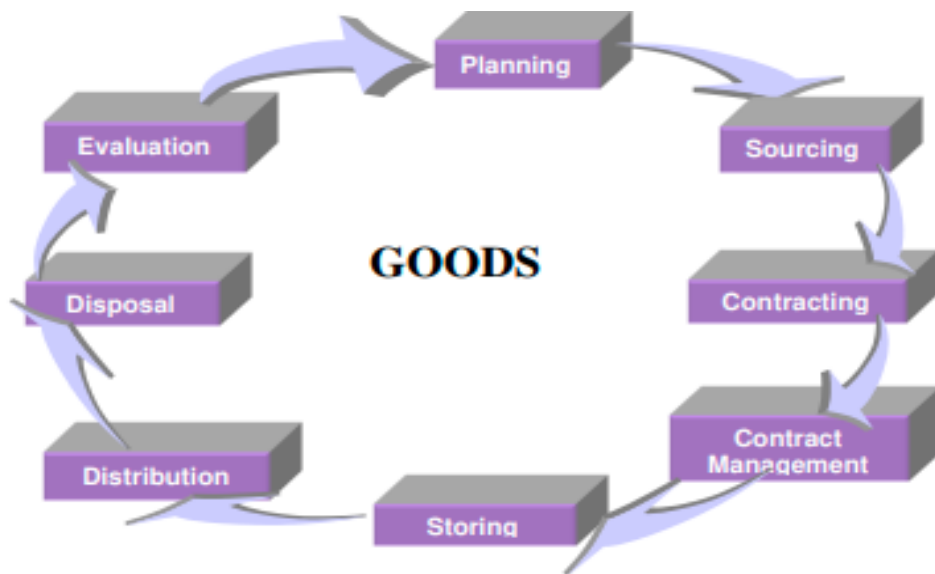 Planning
Sourcing
Contracting
Contract
Management
Storing
Distribution
Disposal
Evaluation
GOODS